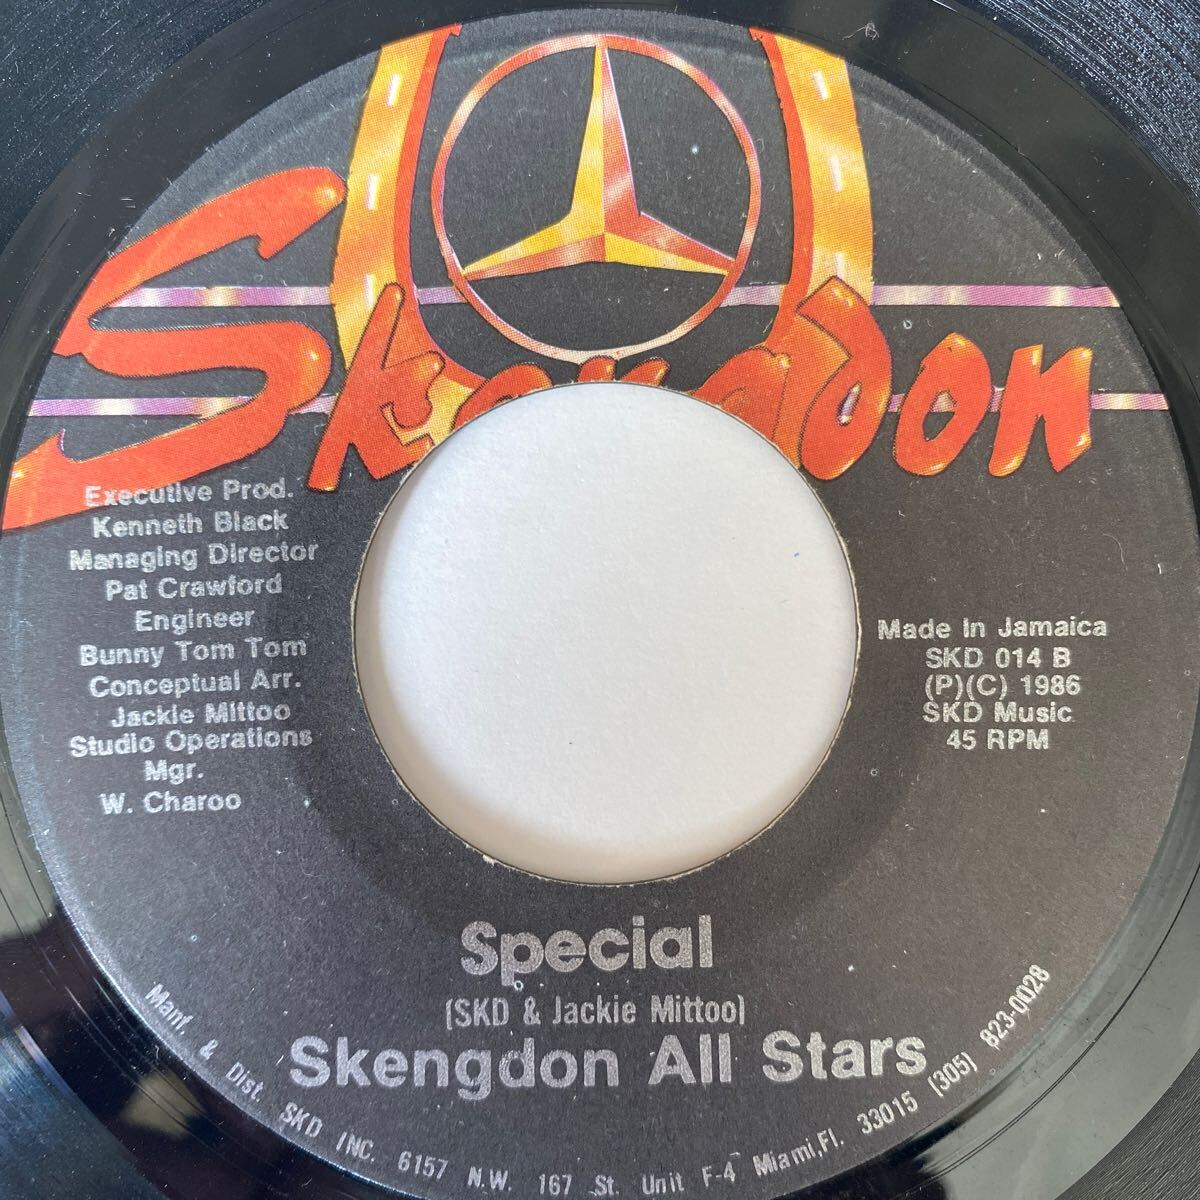 Skengdon
Executive Prod.
Kenneth Black
Managing Director
Pat Crawford
Engineer
Bunny Tom Tom
Conceptual Arr.
Jackie Mittoo
Studio Operations
Mgr.
W. Charoo
Made In Jamaica
SKD 014 B
(P)(C) 1986
SKD Music
45 RPM
Special
(SKD & Jackie Mittoo)
Skengdon All Stars
Manf. & Dist. SKD INC. 6157 N.W. 167 St. Unit F-4 Miami, Fl. 33015 (305) 823-0028